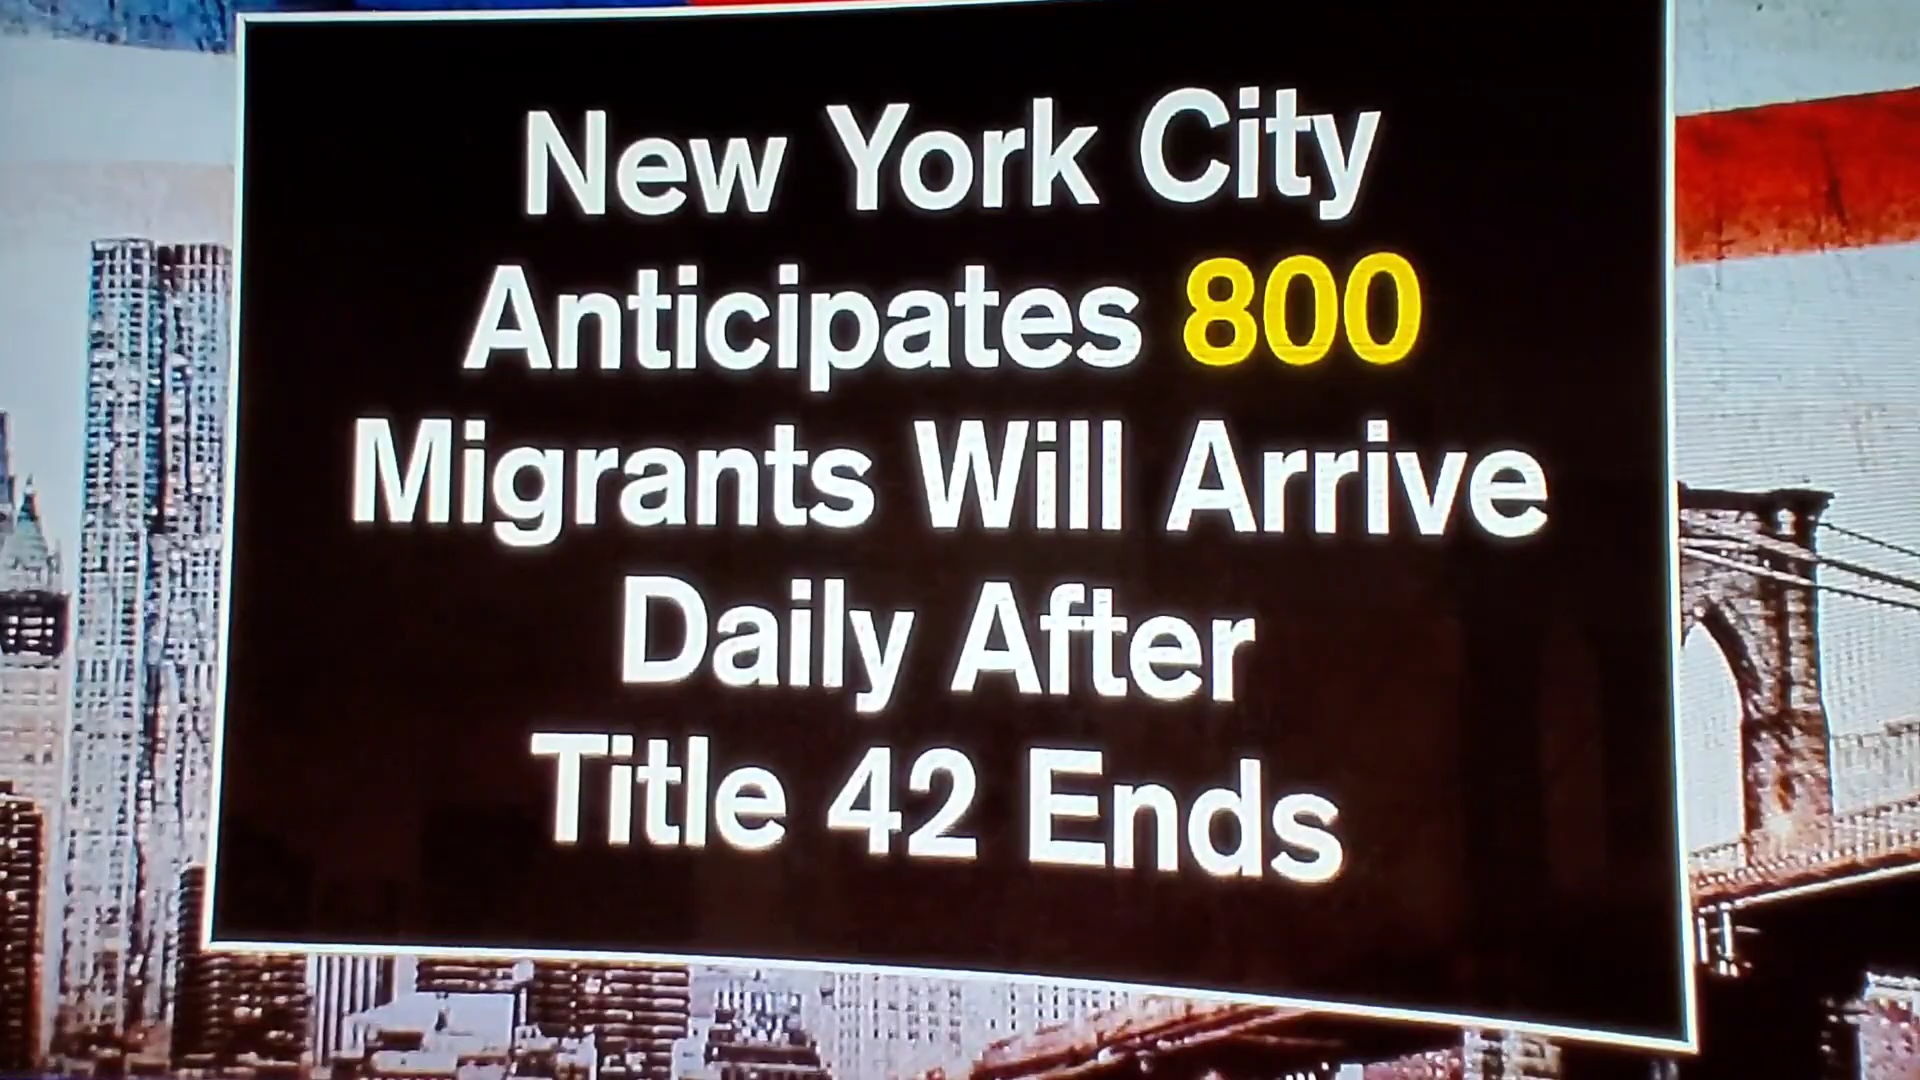 New York City
Anticipates 800
Migrants Will Arrive
Daily After
Title 42 Ends